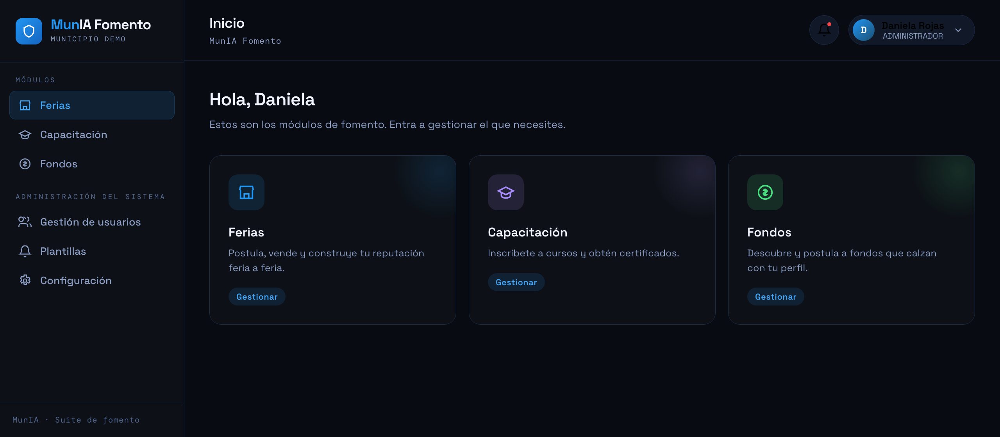 MunIA Fomento
MUNICIPIO DEMO
MÓDULOS
Ferias
Capacitación
Fondos
ADMINISTRACIÓN DEL SISTEMA
Gestión de usuarios
Plantillas
Configuración
MunIA · Suite de fomento
Inicio
MunIA Fomento
D
Daniela Rojas
ADMINISTRADOR
Hola, Daniela
Estos son los módulos de fomento. Entra a gestionar el que necesites.
Ferias
Postula, vende y construye tu reputación
feria a feria.
Gestionar
Capacitación
Inscríbete a cursos y obtén certificados.
Gestionar
Fondos
Descubre y postula a fondos que calzan
con tu perfil.
Gestionar